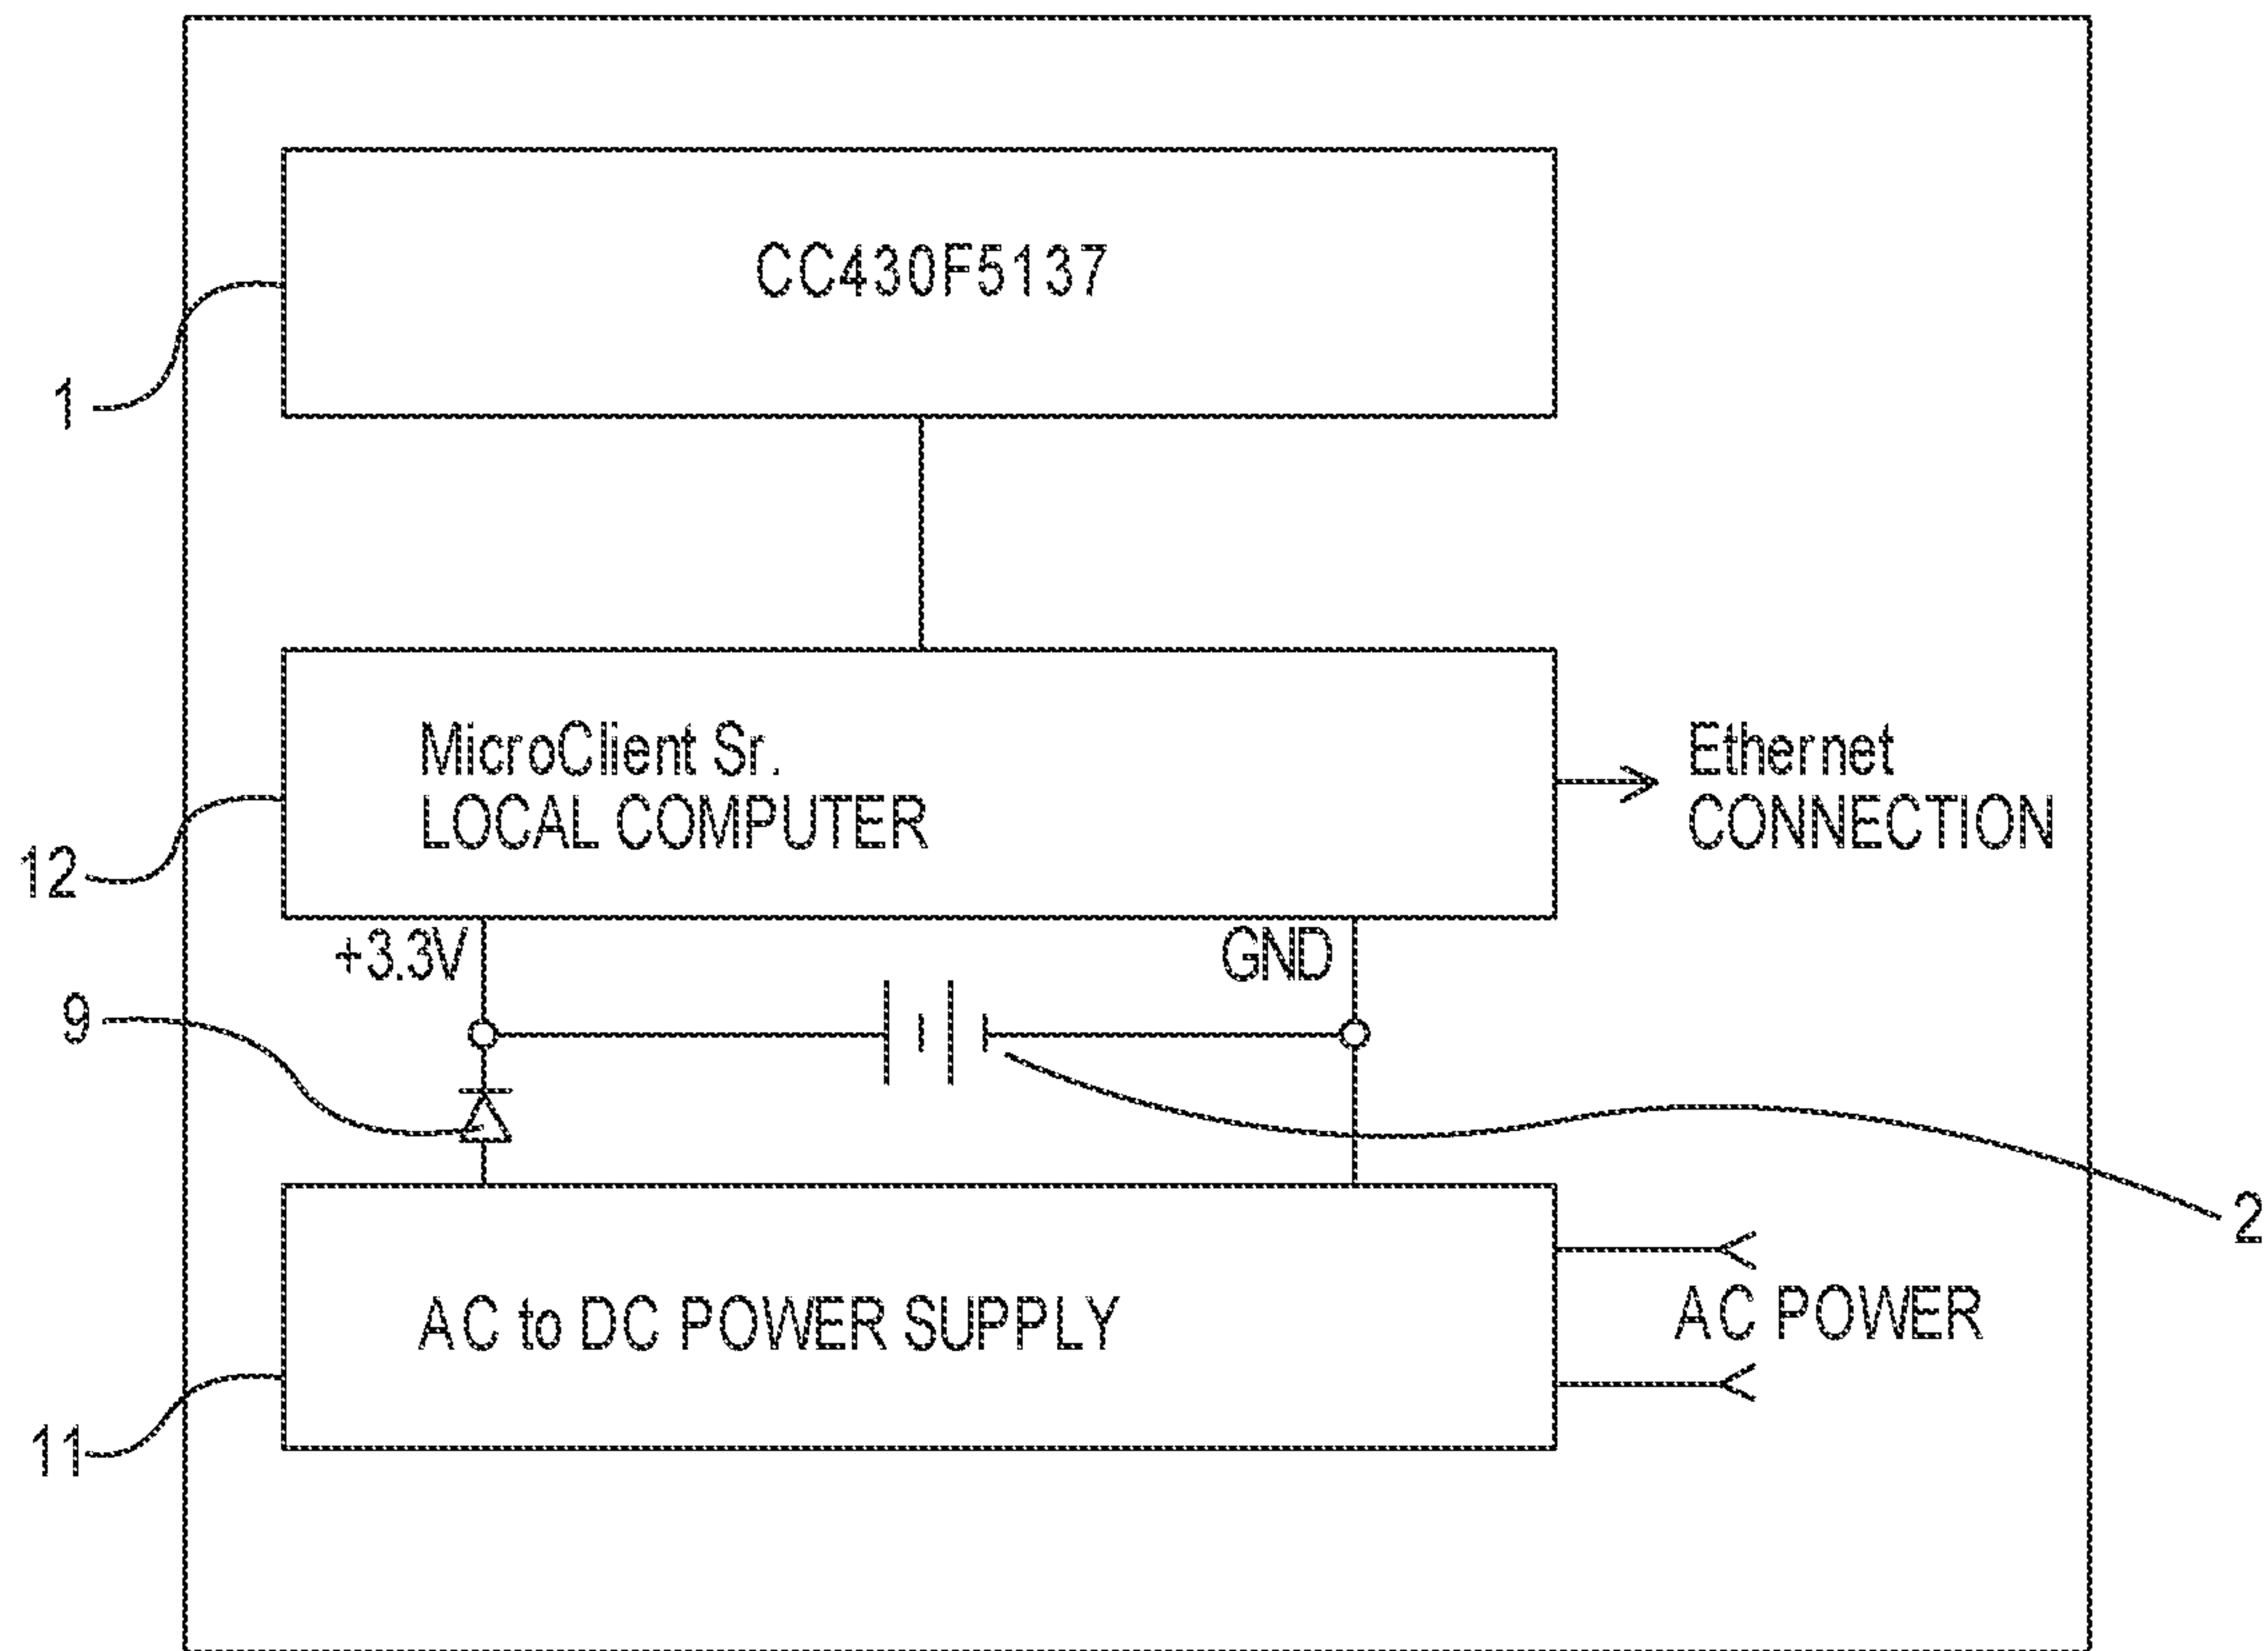 CC430F5137
1
MicroClient Sr.
LOCAL COMPUTER
Ethernet
CONNECTION
12
+3.3V
GND
9
2
AC to DC POWER SUPPLY
AC POWER
11